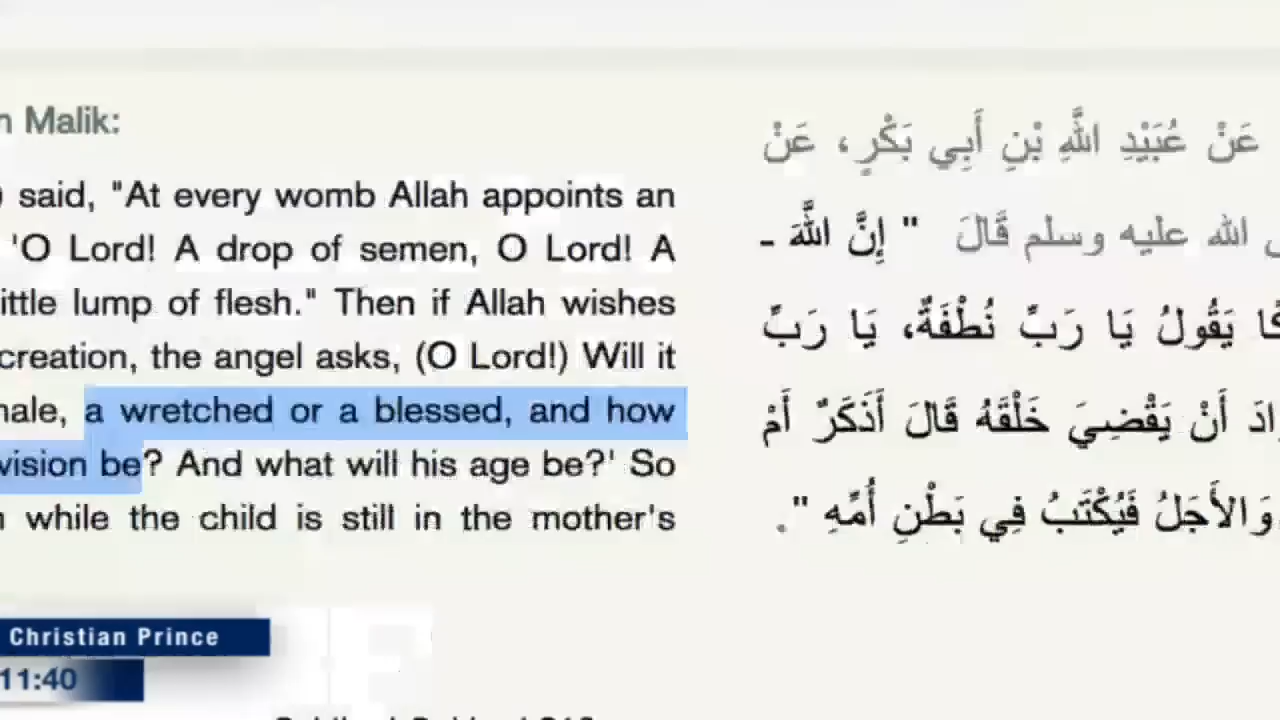 n Malik:
said, "At every womb Allah appoints an
'O Lord! A drop of semen, O Lord! A
ittle lump of flesh." Then if Allah wishes
creation, the angel asks, (O Lord!) Will it
nale, a wretched or a blessed, and how
vision be? And what will his age be?' So
while the child is still in the mother's
عَنْ عُبَيْدِ اللَّهِ بْنِ أَبِي بَكْرٍ، عَنْ
الله عليه وسلم قَالَ ‏"‏ إِنَّ اللَّهَ ـ
يَقُولُ يَا رَبِّ نُطْفَةٌ، يَا رَبِّ
أَنْ يَقْضِيَ خَلْقَهُ قَالَ أَذَكَرٌ أَمْ
وَالأَجَلُ فَيُكْتَبُ فِي بَطْنِ أُمِّهِ ‏"‏‏.‏
Christian Prince
11:40